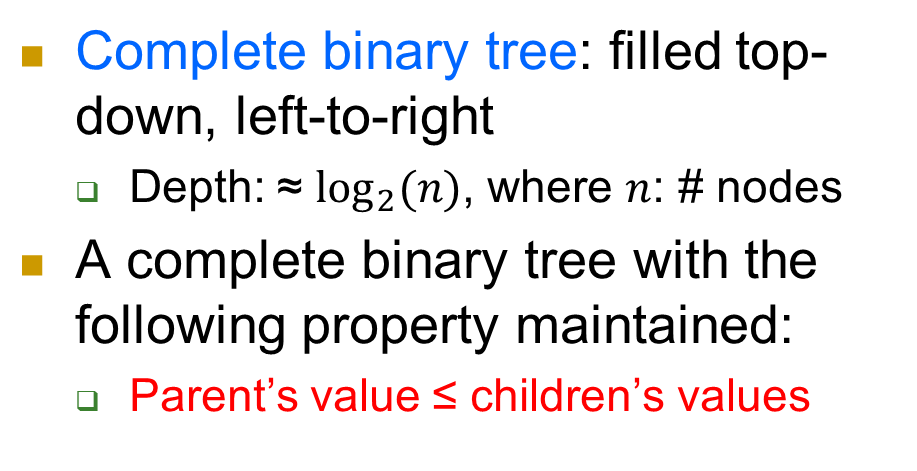 Complete binary tree: filled top-
down, left-to-right
Depth: ≈ log₂(n), where n: # nodes
A complete binary tree with the
following property maintained:
Parent’s value ≤ children’s values